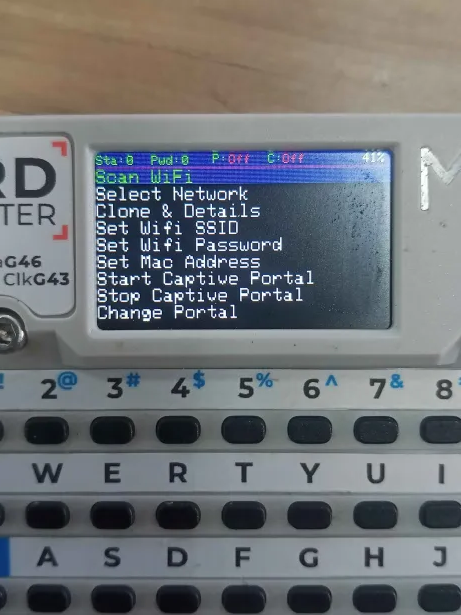 Sta:0 Pwd:0 P:Off C:Off 41%
Scan WiFi
Select Network
Clone & Details
Set Wifi SSID
Set Wifi Password
Set Mac Address
Start Captive Portal
Stop Captive Portal
Change Portal
RD
TER
G46
ClkG43
M
! 2@ 3# 4$ 5% 6^ 7& 8
W E R T Y U I
A S D F G H J